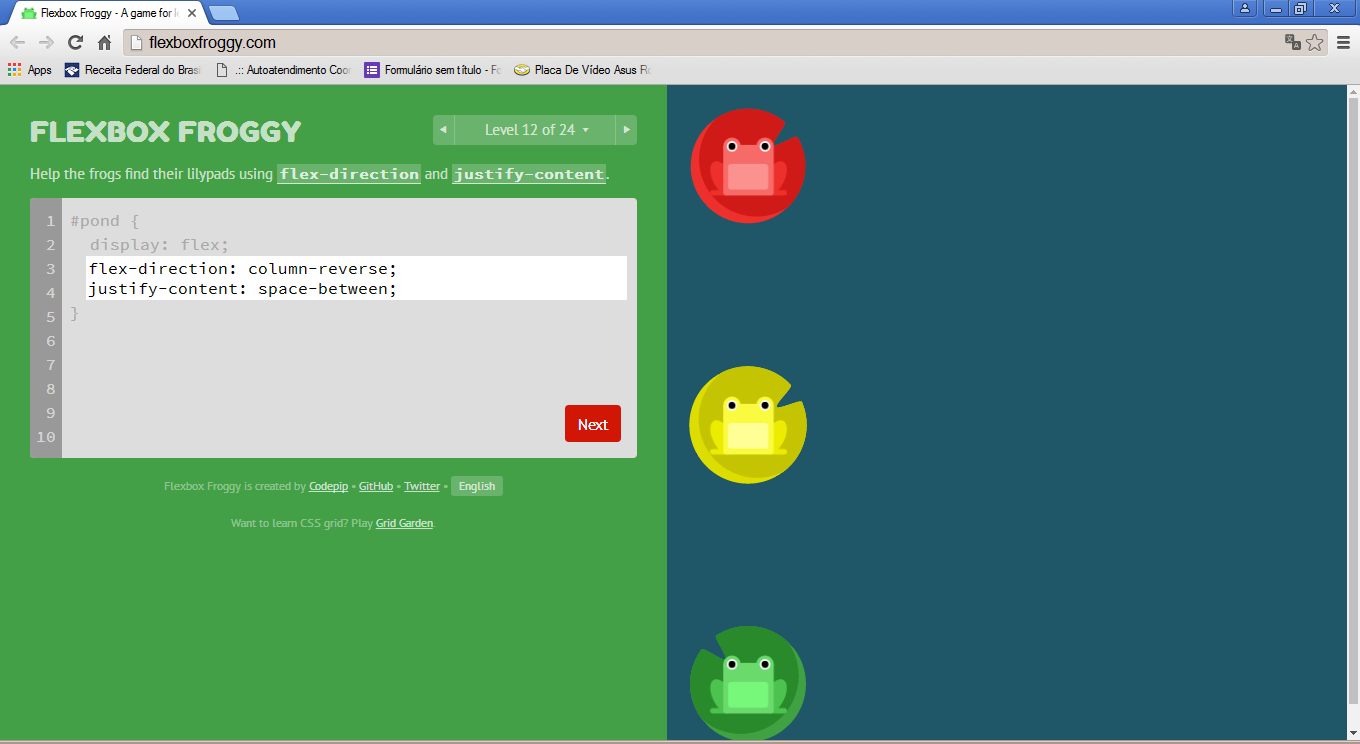 Flexbox Froggy - A game for l
flexboxfroggy.com
Apps Receita Federal do Brasi .:: Autoatendimento Coor Formulário sem título - Fo Placa De Vídeo Asus Ro
FLEXBOX FROGGY
◂ Level 12 of 24 ▾ ▸
Help the frogs find their lilypads using flex-direction and justify-content.
1 #pond {
2 display: flex;
3 flex-direction: column-reverse;
4 justify-content: space-between;
5 }
6
7
8
9
10
Next
Flexbox Froggy is created by Codepip • GitHub • Twitter • English
Want to learn CSS grid? Play Grid Garden.